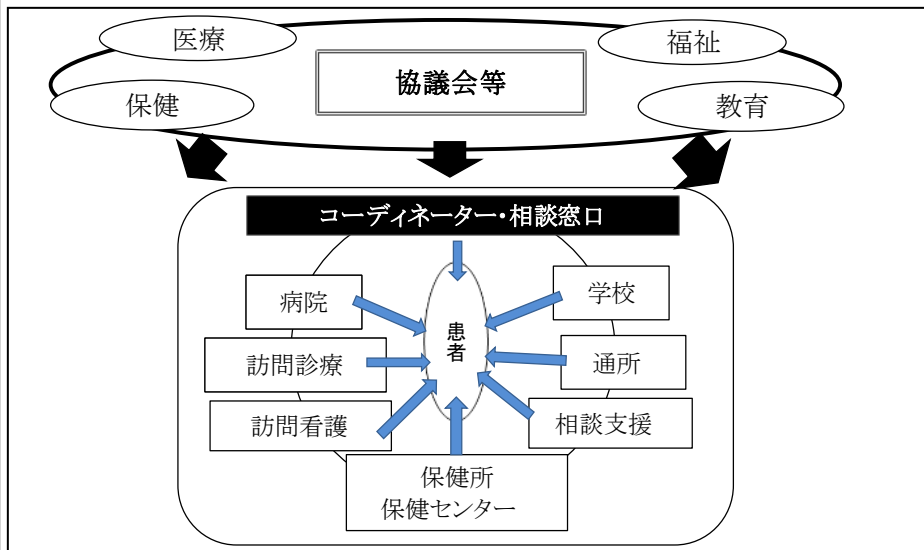 医療
福祉
協議会等
保健
教育
コーディネーター・相談窓口
病院
学校
患者
訪問診療
通所
訪問看護
相談支援
保健所
保健センター